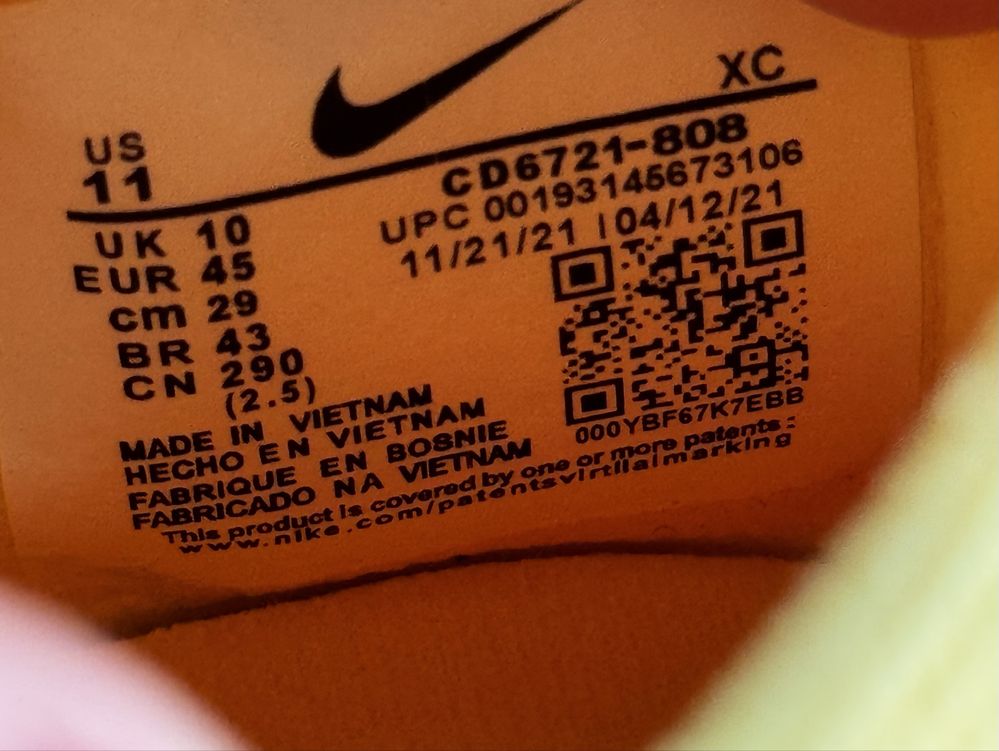 XC
US
11
CD6721-808
UPC 00193145673106
11/21/21 | 04/12/21
UK 10
EUR 45
cm 29
BR 43
CN 290
(2.5)
000YBF67K7EBB
MADE IN VIETNAM
HECHO EN VIETNAM
FABRIQUE EN BOSNIE
FABRICADO NA VIETNAM
This product is covered by one or more patents :
www.nike.com/patentsvirtllalmarking